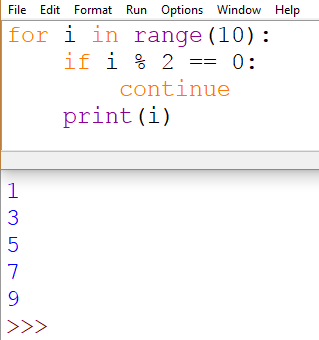 File Edit Format Run Options Window Help
for i in range(10):
    if i % 2 == 0:
        continue
    print(i)
1
3
5
7
9
>>>